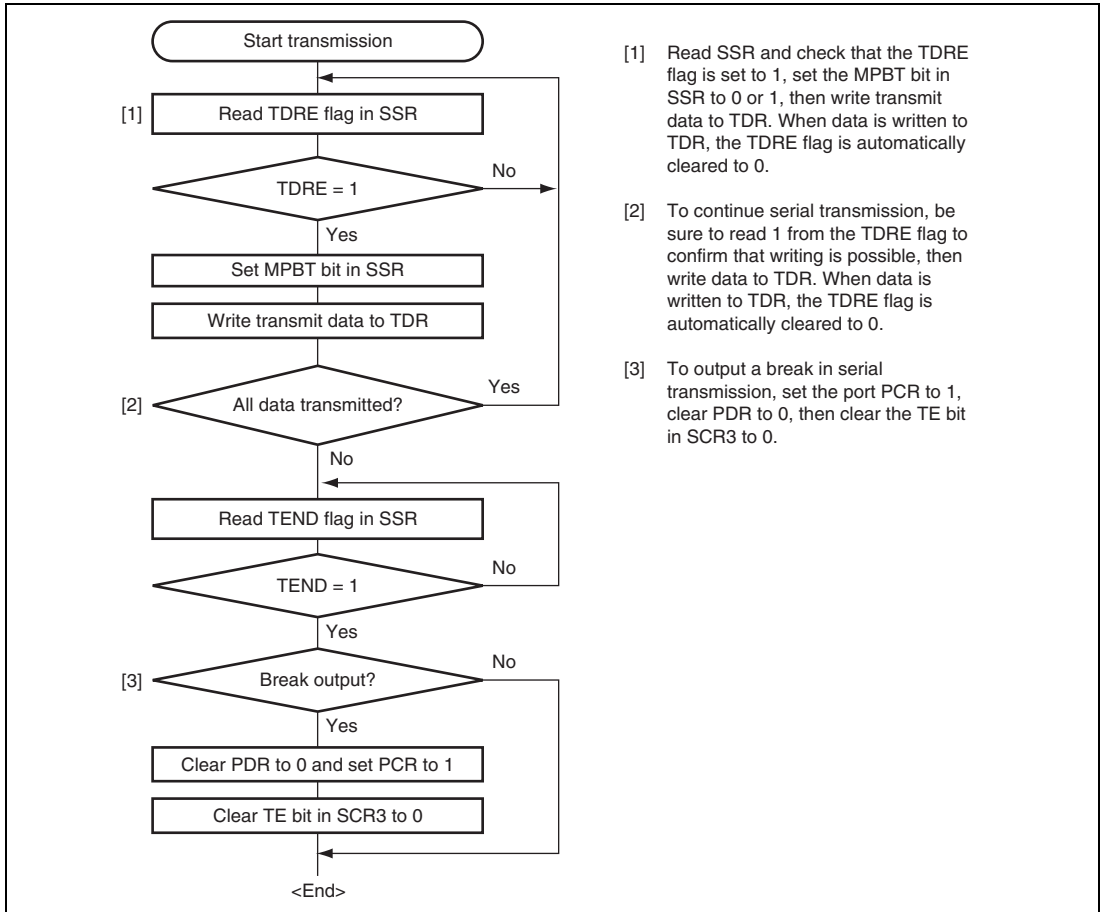 Start transmission
[1]
Read TDRE flag in SSR
TDRE = 1
No
Yes
Set MPBT bit in SSR
Write transmit data to TDR
[2]
All data transmitted?
Yes
No
Read TEND flag in SSR
TEND = 1
No
Yes
[3]
Break output?
No
Yes
Clear PDR to 0 and set PCR to 1
Clear TE bit in SCR3 to 0
<End>
[1] Read SSR and check that the TDRE
flag is set to 1, set the MPBT bit in
SSR to 0 or 1, then write transmit
data to TDR. When data is written to
TDR, the TDRE flag is automatically
cleared to 0.
[2] To continue serial transmission, be
sure to read 1 from the TDRE flag to
confirm that writing is possible, then
write data to TDR. When data is
written to TDR, the TDRE flag is
automatically cleared to 0.
[3] To output a break in serial
transmission, set the port PCR to 1,
clear PDR to 0, then clear the TE bit
in SCR3 to 0.